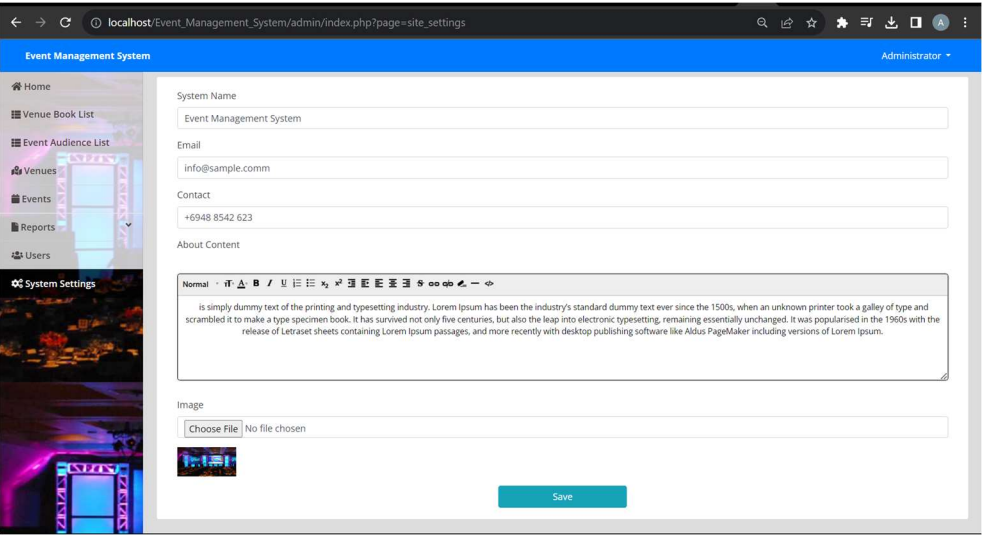 localhost/Event_Management_System/admin/index.php?page=site_settings
A
Event Management System
Administrator
Home
Venue Book List
Event Audience List
Venues
Events
Reports
Users
System Settings
System Name
Event Management System
Email
info@sample.comm
Contact
+6948 8542 623
About Content
Normal
is simply dummy text of the printing and typesetting industry. Lorem Ipsum has been the industry's standard dummy text ever since the 1500s, when an unknown printer took a galley of type and
scrambled it to make a type specimen book. It has survived not only five centuries, but also the leap into electronic typesetting, remaining essentially unchanged. It was popularised in the 1960s with the
release of Letraset sheets containing Lorem Ipsum passages, and more recently with desktop publishing software like Aldus PageMaker including versions of Lorem Ipsum.
Image
Choose File No file chosen
Save